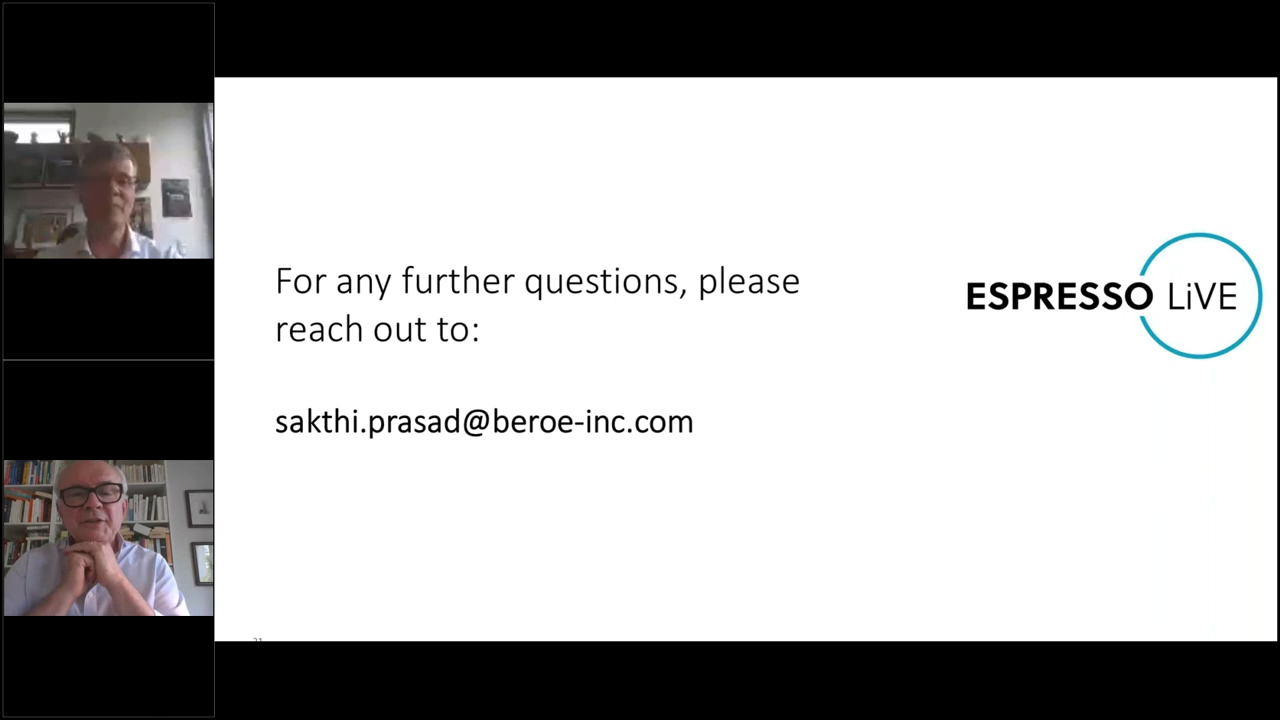 For any further questions, please
reach out to:
sakthi.prasad@beroe-inc.com
ESPRESSO LiVE